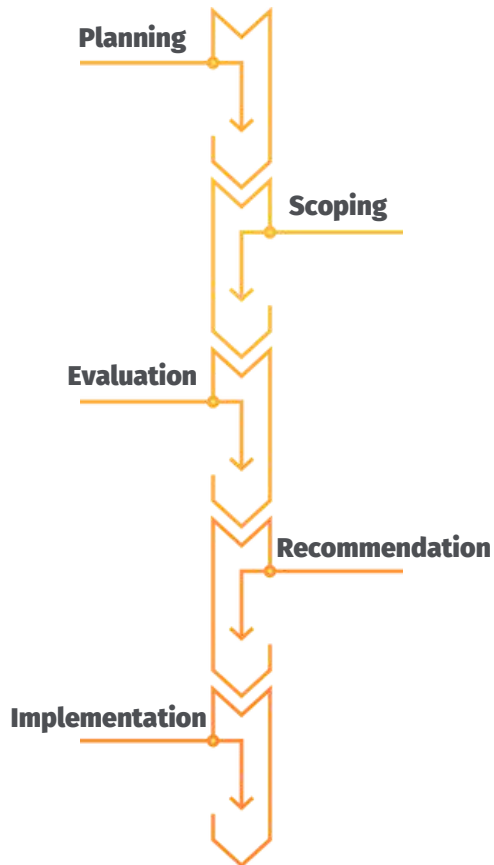 Planning
Scoping
Evaluation
Recommendation
Implementation